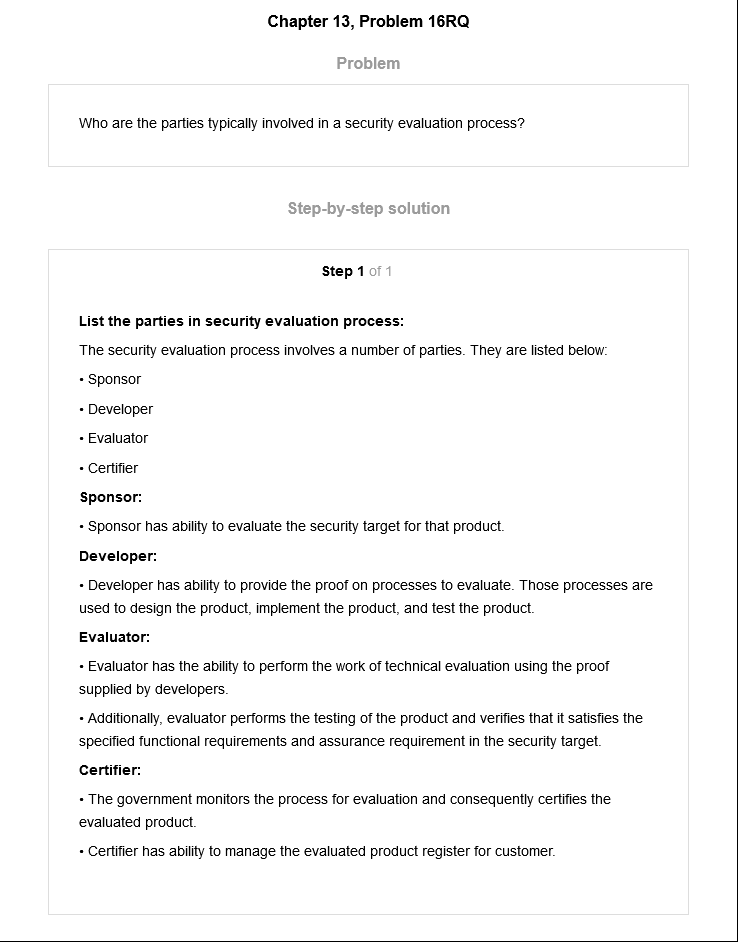 Chapter 13, Problem 16RQ
Problem
Who are the parties typically involved in a security evaluation process?
Step-by-step solution
Step 1 of 1
List the parties in security evaluation process:
The security evaluation process involves a number of parties. They are listed below:
• Sponsor
• Developer
• Evaluator
• Certifier
Sponsor:
• Sponsor has ability to evaluate the security target for that product.
Developer:
• Developer has ability to provide the proof on processes to evaluate. Those processes are
used to design the product, implement the product, and test the product.
Evaluator:
• Evaluator has the ability to perform the work of technical evaluation using the proof
supplied by developers.
• Additionally, evaluator performs the testing of the product and verifies that it satisfies the
specified functional requirements and assurance requirement in the security target.
Certifier:
• The government monitors the process for evaluation and consequently certifies the
evaluated product.
• Certifier has ability to manage the evaluated product register for customer.